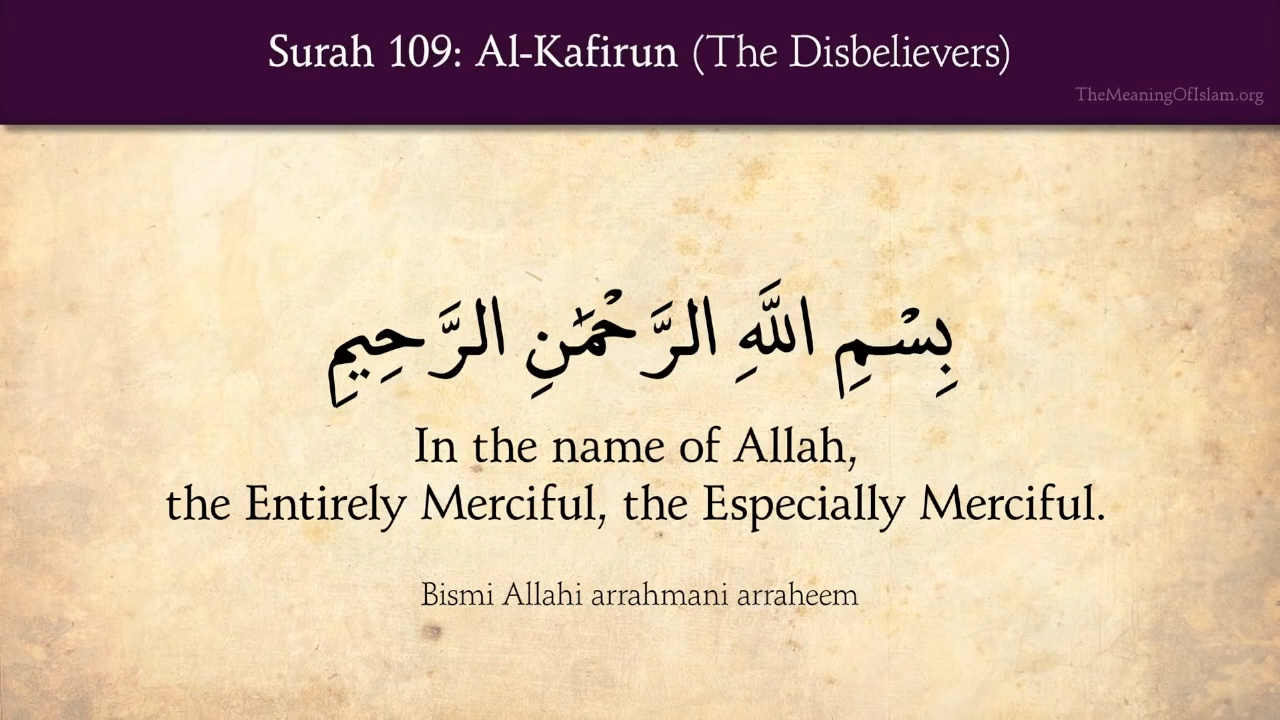 Surah 109: Al-Kafirun (The Disbelievers)
TheMeaningOfIslam.org
بِسْمِ اللَّهِ الرَّحْمَٰنِ الرَّحِيمِ
In the name of Allah,
the Entirely Merciful, the Especially Merciful.
Bismi Allahi arrahmani arraheem